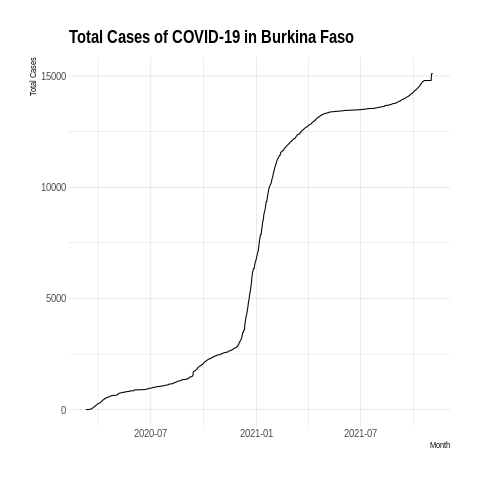 Total Cases of COVID-19 in Burkina Faso
Total Cases
15000
10000
5000
0
2020-07
2021-01
2021-07
Month